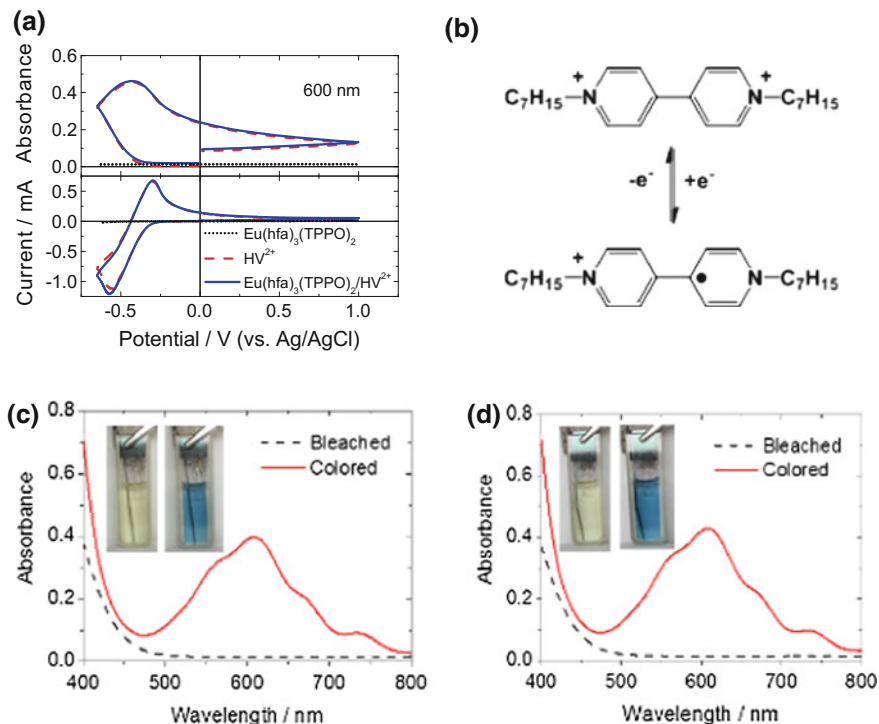 (a)
0.6
0.4
0.2
0.0
Absorbance
600 nm
0.5
0.0
-0.5
-1.0
Current / mA
Eu(hfa)₃(TPPO)₂
HV²⁺
Eu(hfa)₃(TPPO)₂/HV²⁺
-0.5 0.0 0.5 1.0
Potential / V (vs. Ag/AgCl)
(b)
+ +
C₇H₁₅-N N-C₇H₁₅
-e⁻ +e⁻
+
C₇H₁₅-N N-C₇H₁₅
(c)
0.8
0.6
0.4
0.2
0.0
Absorbance
Bleached
Colored
400 500 600 700 800
Wavelength / nm
(d)
0.8
0.6
0.4
0.2
0.0
Absorbance
Bleached
Colored
400 500 600 700 800
Wavelength / nm